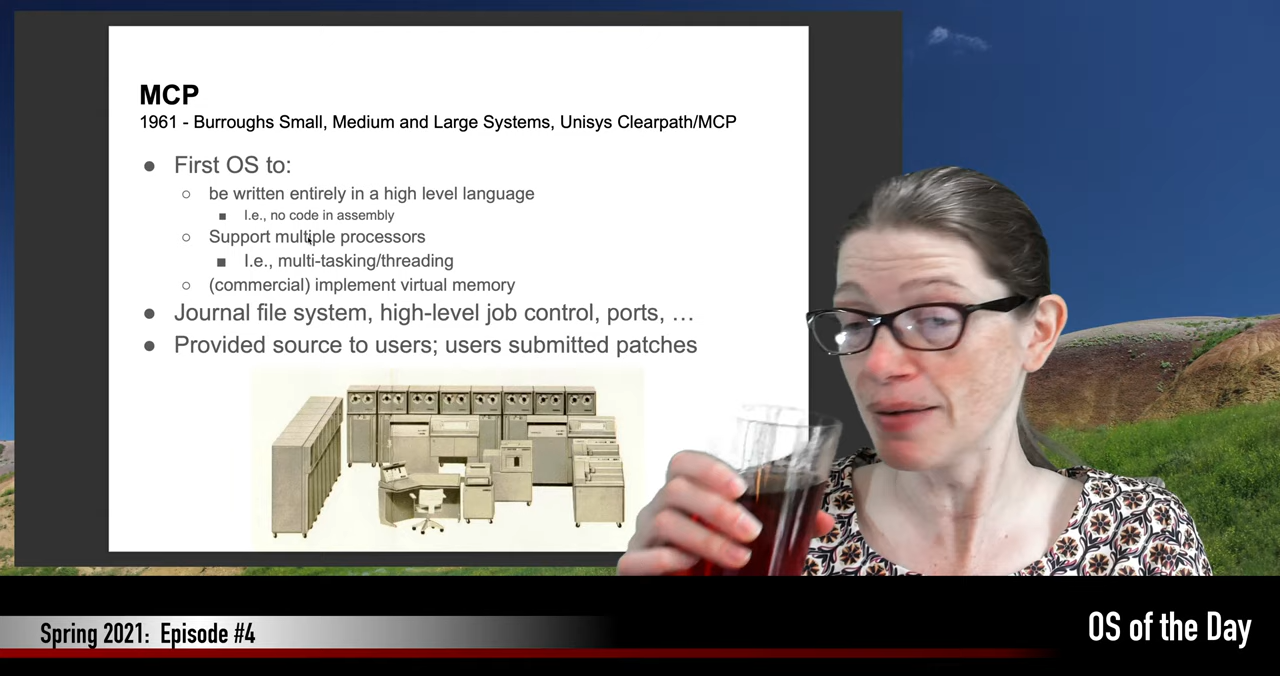 MCP
1961 - Burroughs Small, Medium and Large Systems, Unisys Clearpath/MCP
● First OS to:
○ be written entirely in a high level language
■ I.e., no code in assembly
○ Support multiple processors
■ I.e., multi-tasking/threading
○ (commercial) implement virtual memory
● Journal file system, high-level job control, ports, …
● Provided source to users; users submitted patches
Spring 2021: Episode #4
OS of the Day